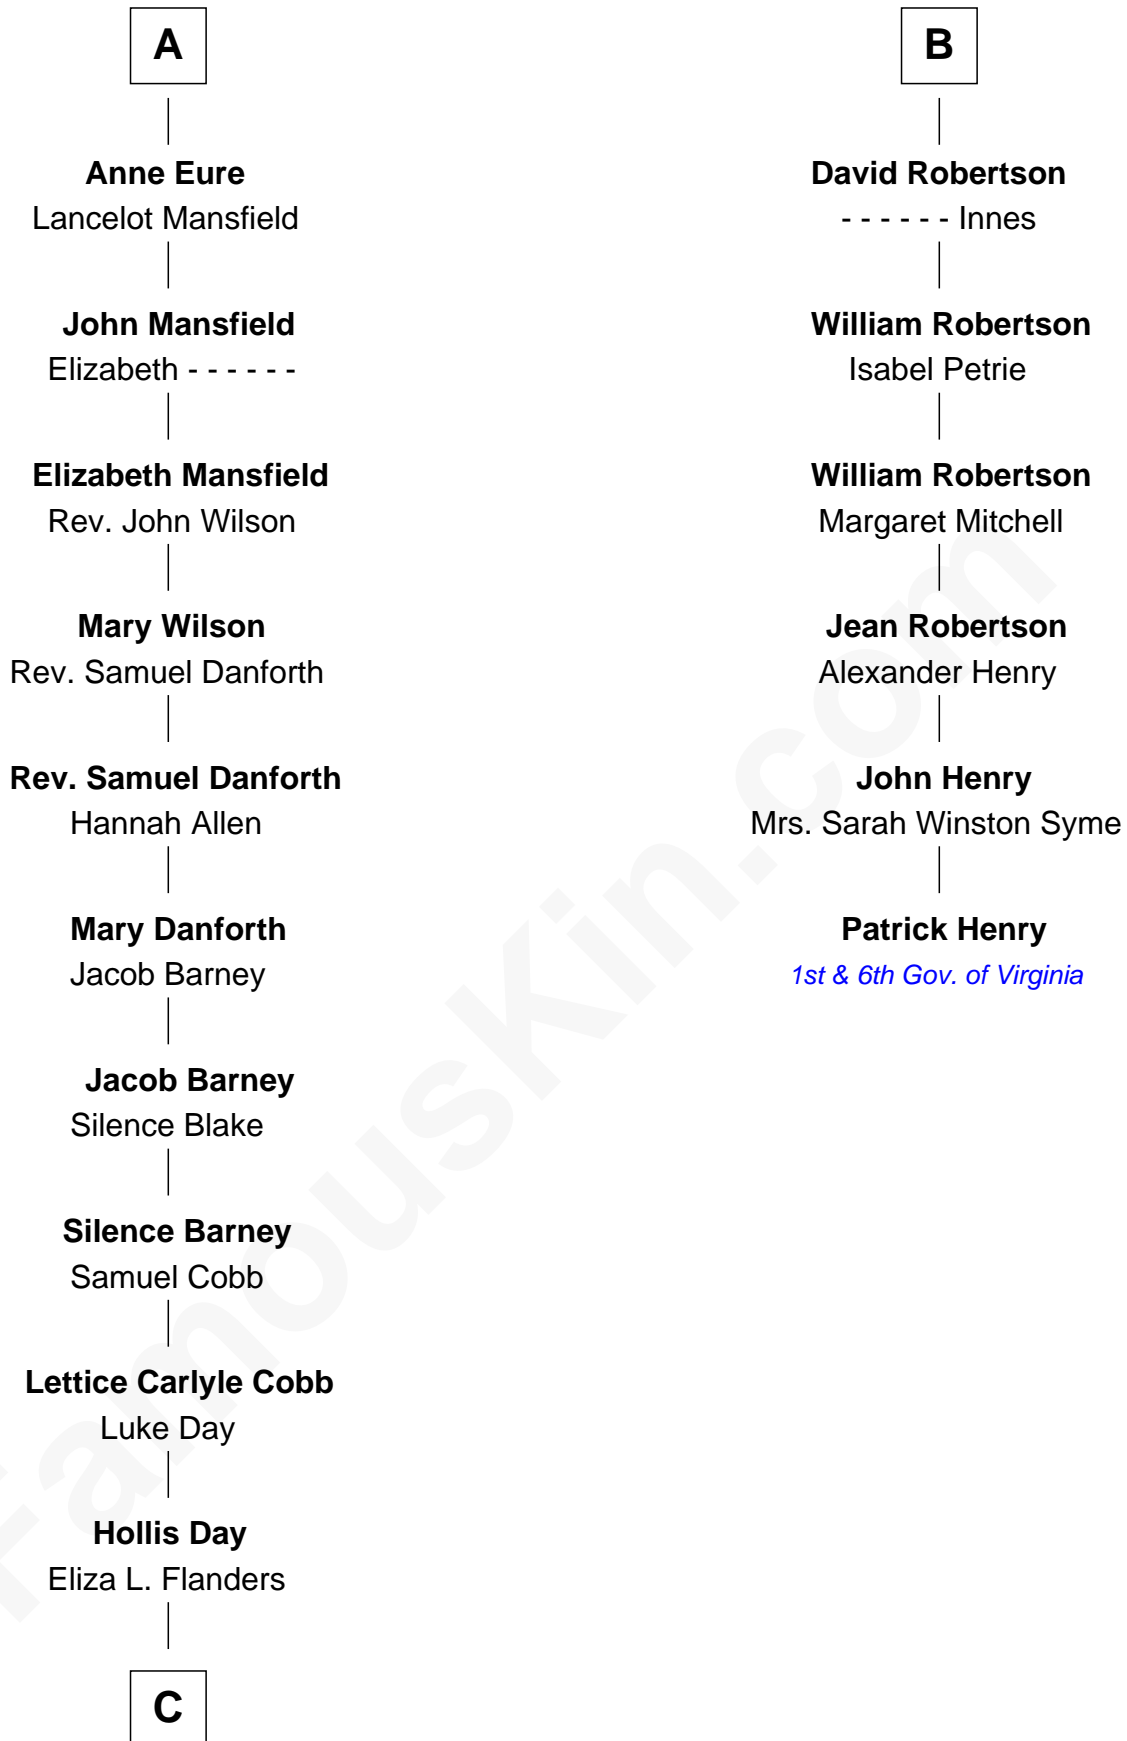 A
Anne Eure
Lancelot Mansfield
John Mansfield
Elizabeth - - - - - -
Elizabeth Mansfield
Rev. John Wilson
Mary Wilson
Rev. Samuel Danforth
Rev. Samuel Danforth
Hannah Allen
Mary Danforth
Jacob Barney
Jacob Barney
Silence Blake
Silence Barney
Samuel Cobb
Lettice Carlyle Cobb
Luke Day
Hollis Day
Eliza L. Flanders
C
B
David Robertson
- - - - - - Innes
William Robertson
Isabel Petrie
William Robertson
Margaret Mitchell
Jean Robertson
Alexander Henry
John Henry
Mrs. Sarah Winston Syme
Patrick Henry
1st & 6th Gov. of Virginia
FamousKin.com